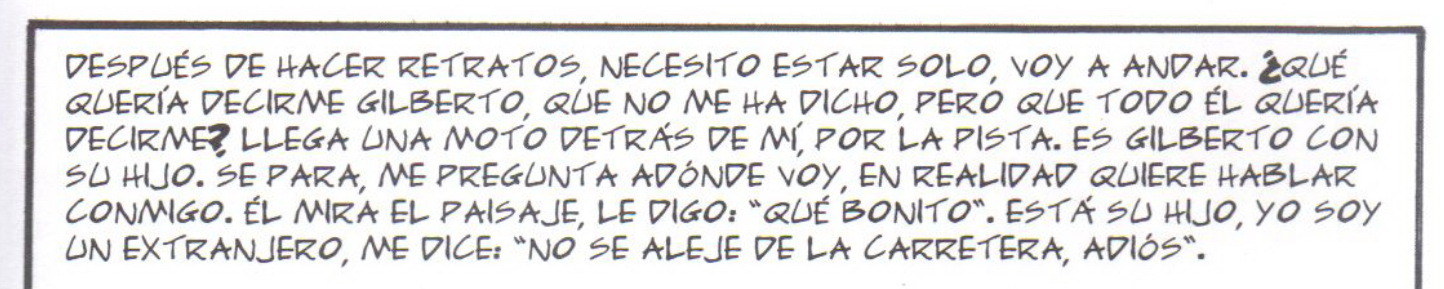 DESPUÉS DE HACER RETRATOS, NECESITO ESTAR SOLO, VOY A ANDAR. ¿QUÉ
QUERÍA DECIRME GILBERTO, QUE NO ME HA DICHO, PERO QUE TODO ÉL QUERÍA
DECIRME? LLEGA UNA MOTO DETRÁS DE MÍ, POR LA PISTA. ES GILBERTO CON
SU HIJO. SE PARA, ME PREGUNTA ADÓNDE VOY, EN REALIDAD QUIERE HABLAR
CONMIGO. ÉL MIRA EL PAISAJE, LE DIGO: "QUÉ BONITO". ESTÁ SU HIJO, YO SOY
UN EXTRANJERO, ME DICE: "NO SE ALEJE DE LA CARRETERA, ADIÓS".